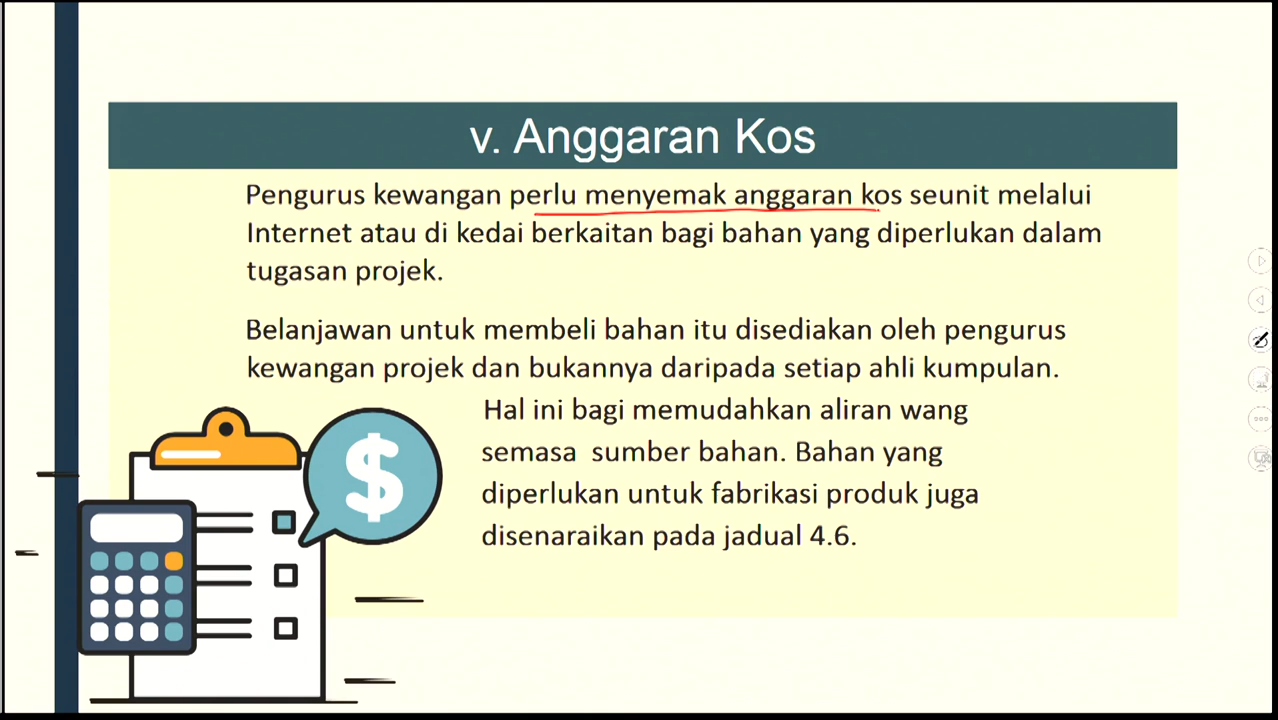 v. Anggaran Kos
Pengurus kewangan perlu menyemak anggaran kos seunit melalui
Internet atau di kedai berkaitan bagi bahan yang diperlukan dalam
tugasan projek.
Belanjawan untuk membeli bahan itu disediakan oleh pengurus
kewangan projek dan bukannya daripada setiap ahli kumpulan.
Hal ini bagi memudahkan aliran wang
semasa sumber bahan. Bahan yang
diperlukan untuk fabrikasi produk juga
disenaraikan pada jadual 4.6.
$